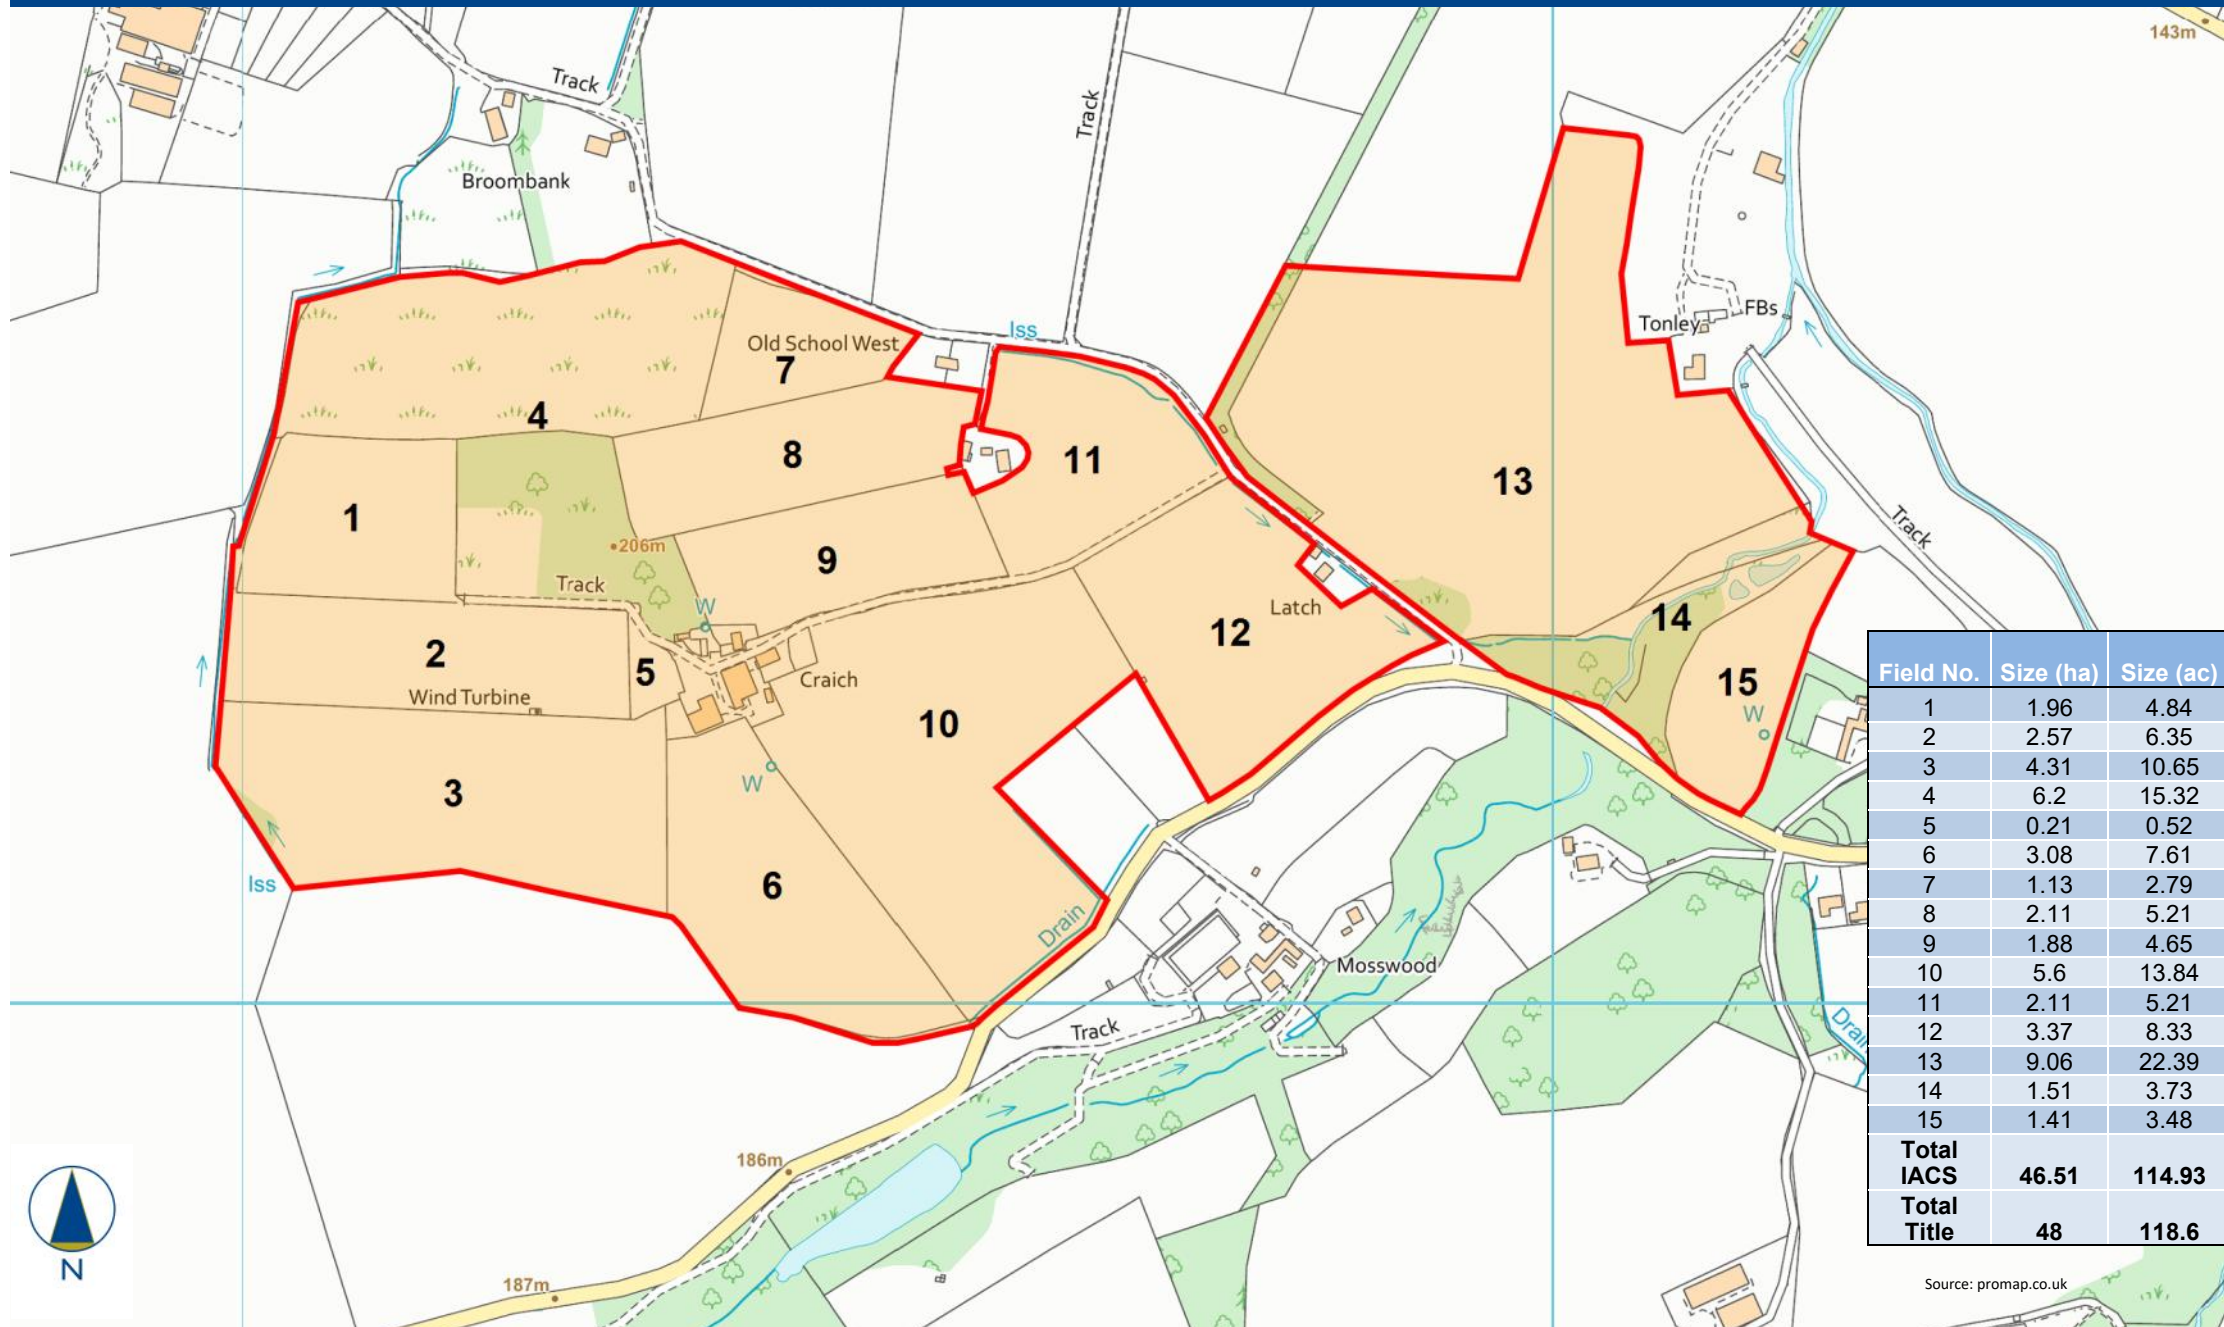 143m
Track
Track
Broombank
Iss
Old School West
7
FBs
Tonley
4
8
11
13
1
Track
•206m
9
Track
W
Latch
14
12
2
5
Craich
15
Wind Turbine
W
10
W
3
6
Iss
Drain
Mosswood
Track
Drain
186m
187m
N
Field No. Size (ha) Size (ac)
1 1.96 4.84
2 2.57 6.35
3 4.31 10.65
4 6.2 15.32
5 0.21 0.52
6 3.08 7.61
7 1.13 2.79
8 2.11 5.21
9 1.88 4.65
10 5.6 13.84
11 2.11 5.21
12 3.37 8.33
13 9.06 22.39
14 1.51 3.73
15 1.41 3.48
Total
IACS 46.51 114.93
Total
Title 48 118.6
Source: promap.co.uk